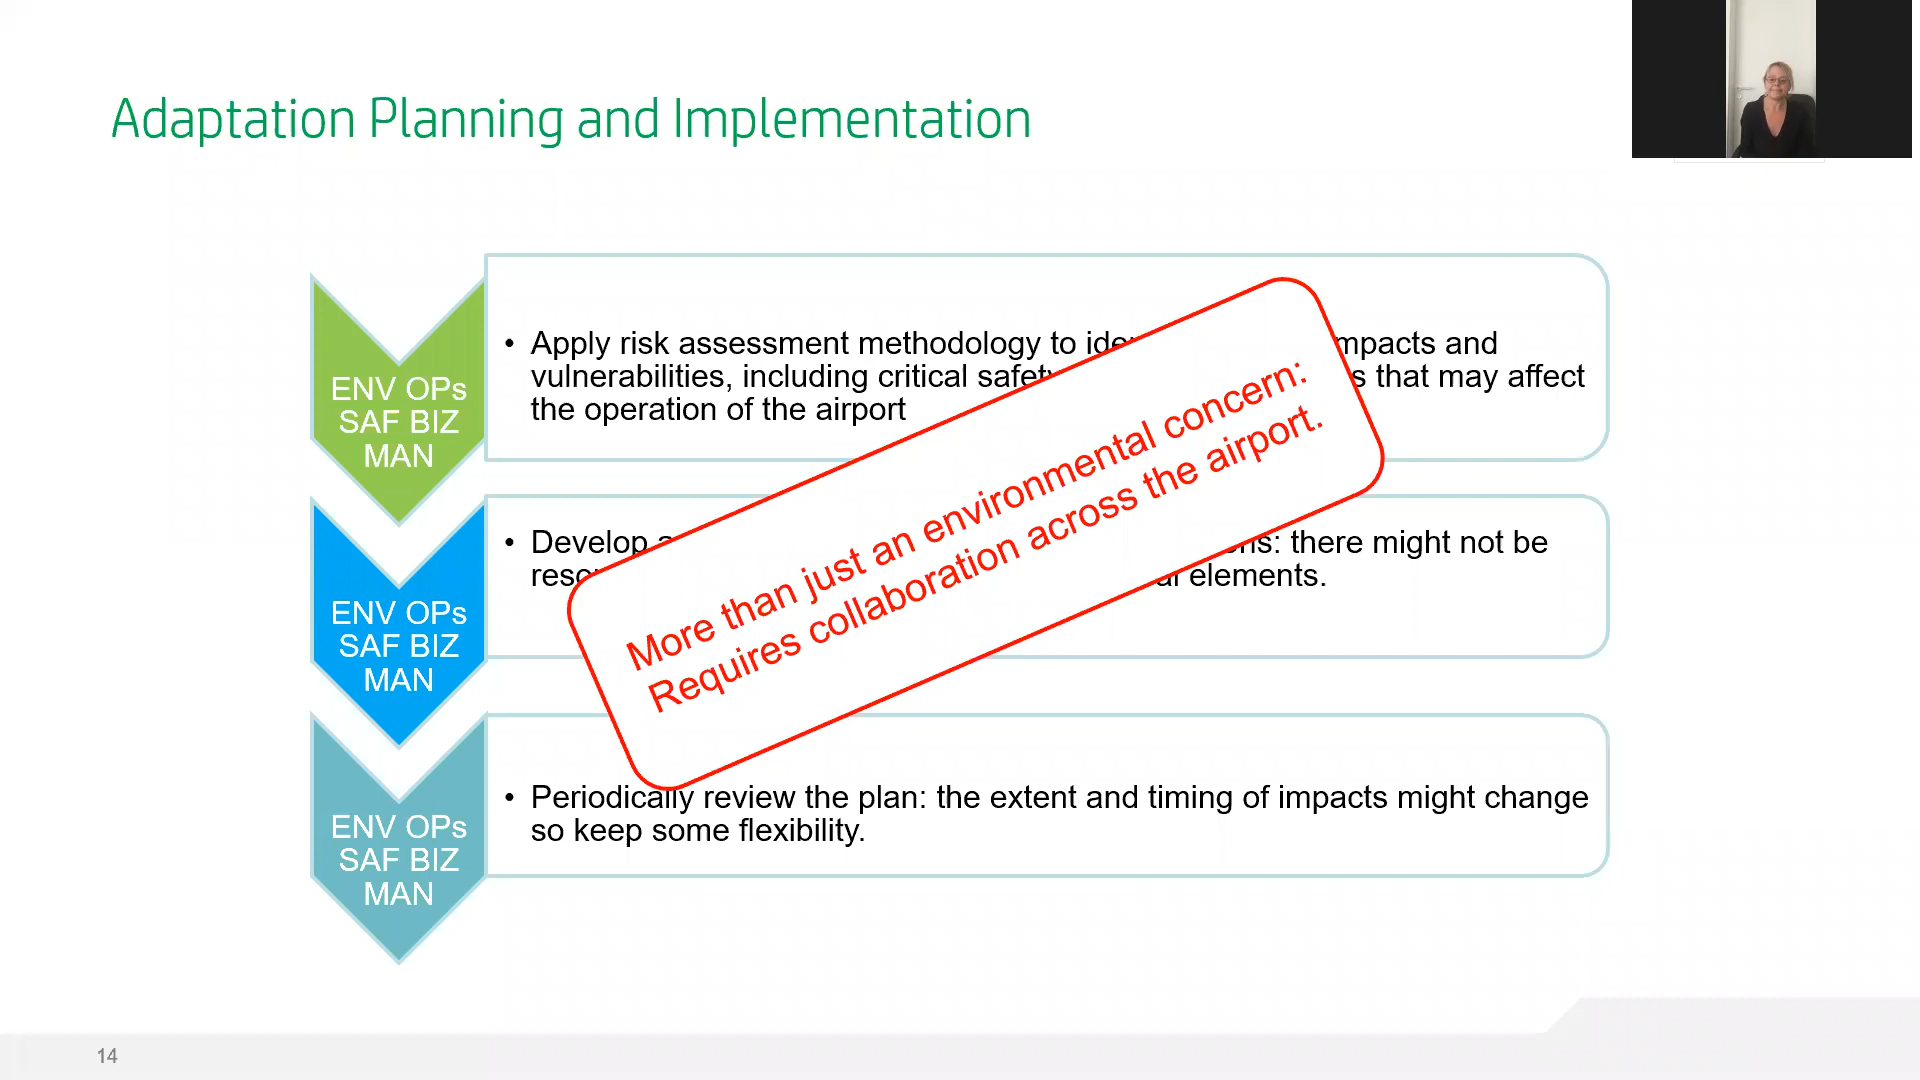 Adaptation Planning and Implementation
ENV OPs
SAF BIZ
MAN
• Apply risk assessment methodology to mpacts and
vulnerabilities, including critical safety that may affect
the operation of the airport
ENV OPs
SAF BIZ
MAN
• Develop : there might not be
elements.
More than just an environmental concern:
Requires collaboration across the airport.
ENV OPs
SAF BIZ
MAN
• Periodically review the plan: the extent and timing of impacts might change
so keep some flexibility.
14